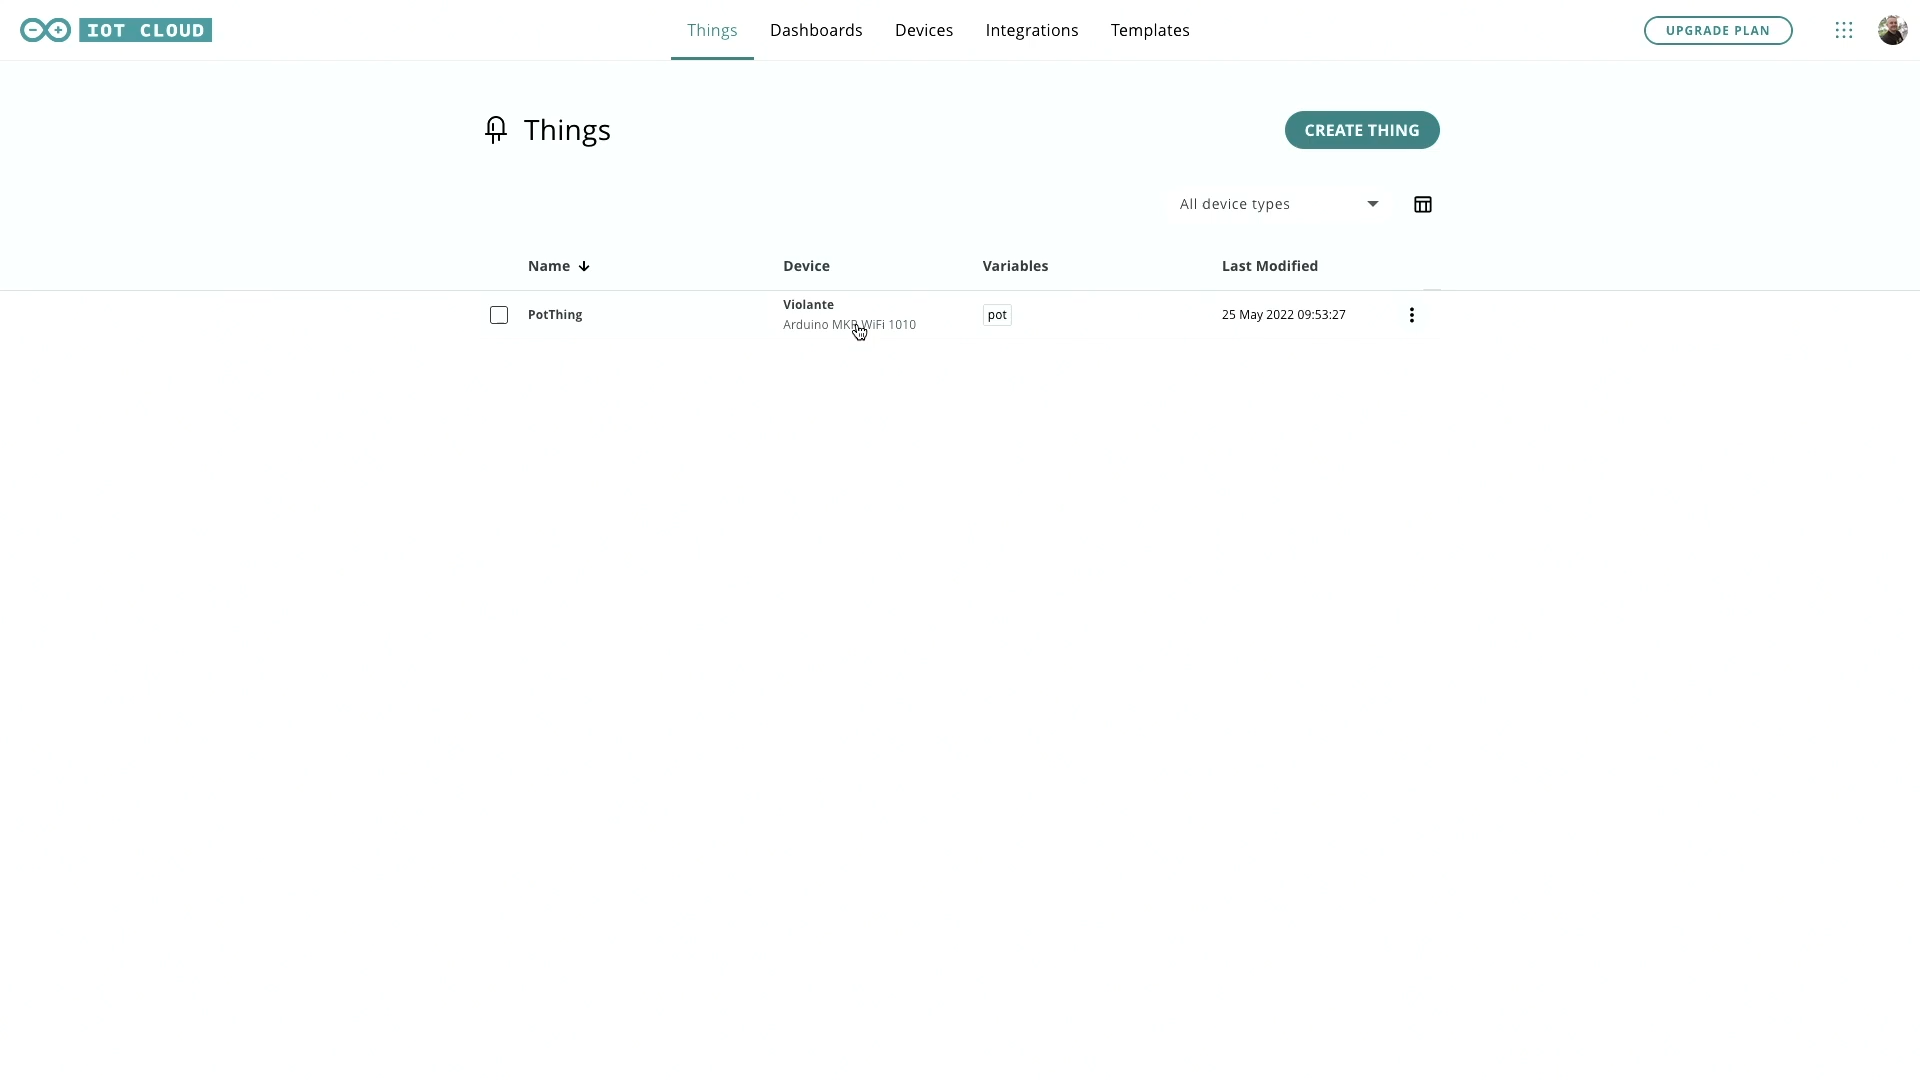 IOT CLOUD Things Dashboards Devices Integrations Templates UPGRADE PLAN
Things CREATE THING
All device types
Name Device Variables Last Modified
PotThing Violante pot 25 May 2022 09:53:27
Arduino MKR WiFi 1010